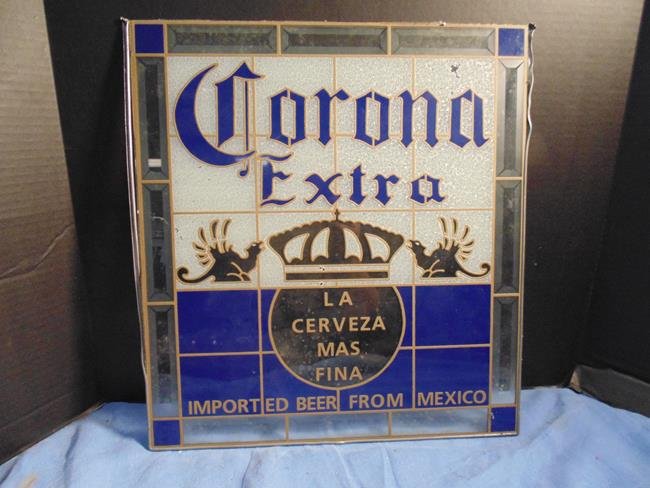 Corona
Extra
LA
CERVEZA
MAS
FINA
IMPORTED BEER FROM MEXICO